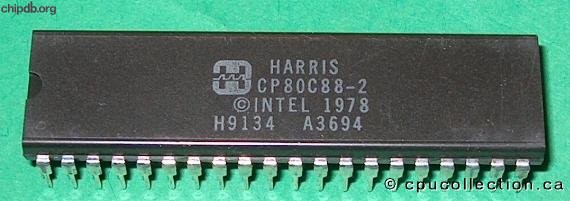 chipdb.org
HARRIS
CP80C88-2
©INTEL 1978
H9134 A3694
© cpucollection.ca